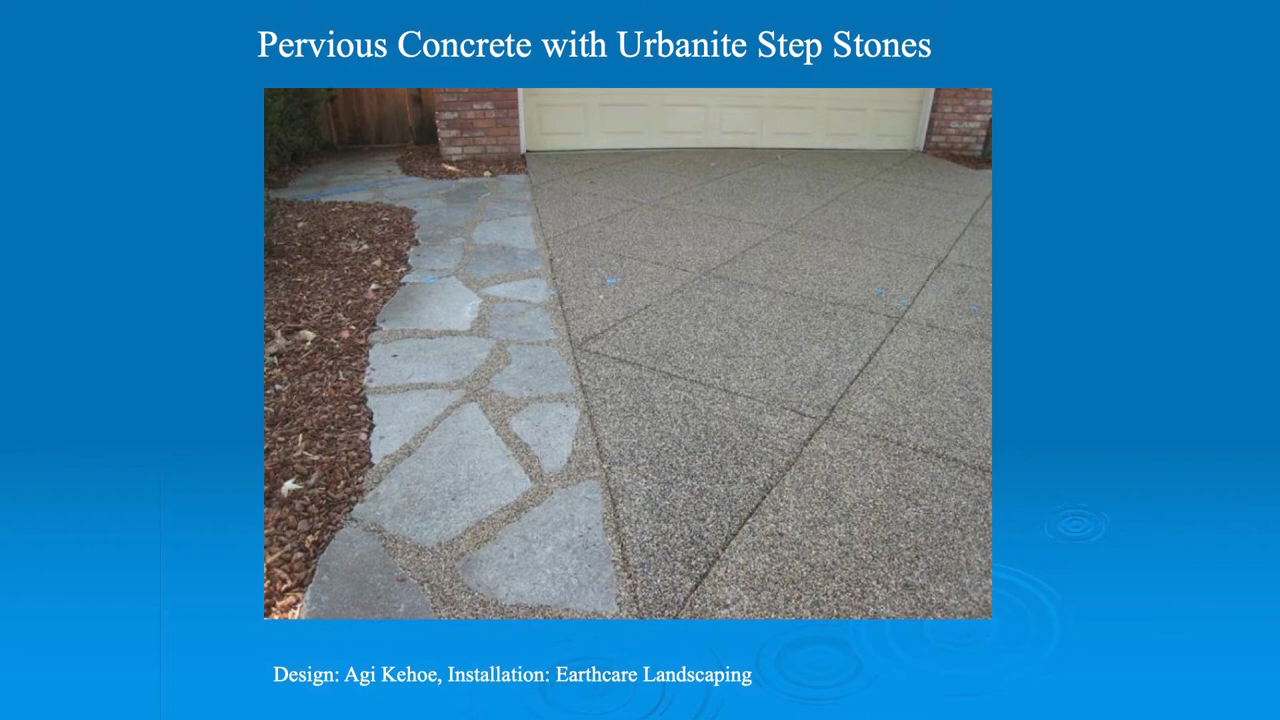 Pervious Concrete with Urbanite Step Stones
Design: Agi Kehoe, Installation: Earthcare Landscaping